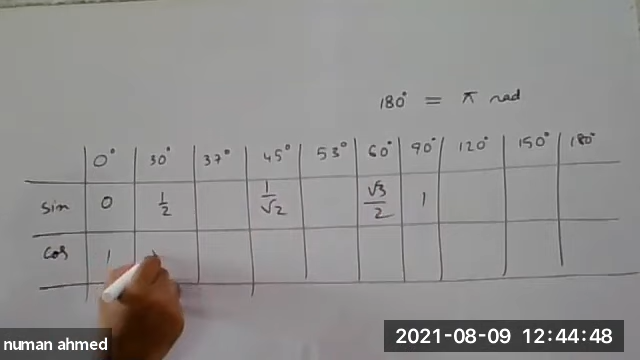 180° = π rad
0° 30° 37° 45° 53° 60° 90° 120° 150° 180°
sin 0 1/2 1/√2 √3/2 1
cos 1
numan ahmed
2021-08-09 12:44:48